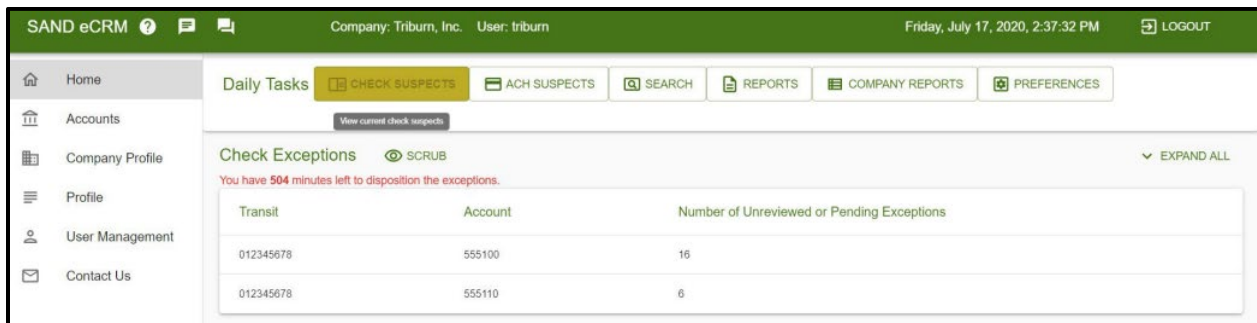 SAND eCRM Company: Triburn, Inc. User: triburn Friday, July 17, 2020, 2:37:32 PM LOGOUT
Home
Accounts
Company Profile
Profile
User Management
Contact Us
Daily Tasks CHECK SUSPECTS ACH SUSPECTS SEARCH REPORTS COMPANY REPORTS PREFERENCES
View current check suspects
Check Exceptions SCRUB EXPAND ALL
You have 504 minutes left to disposition the exceptions.
Transit Account Number of Unreviewed or Pending Exceptions
012345678 555100 16
012345678 555110 6